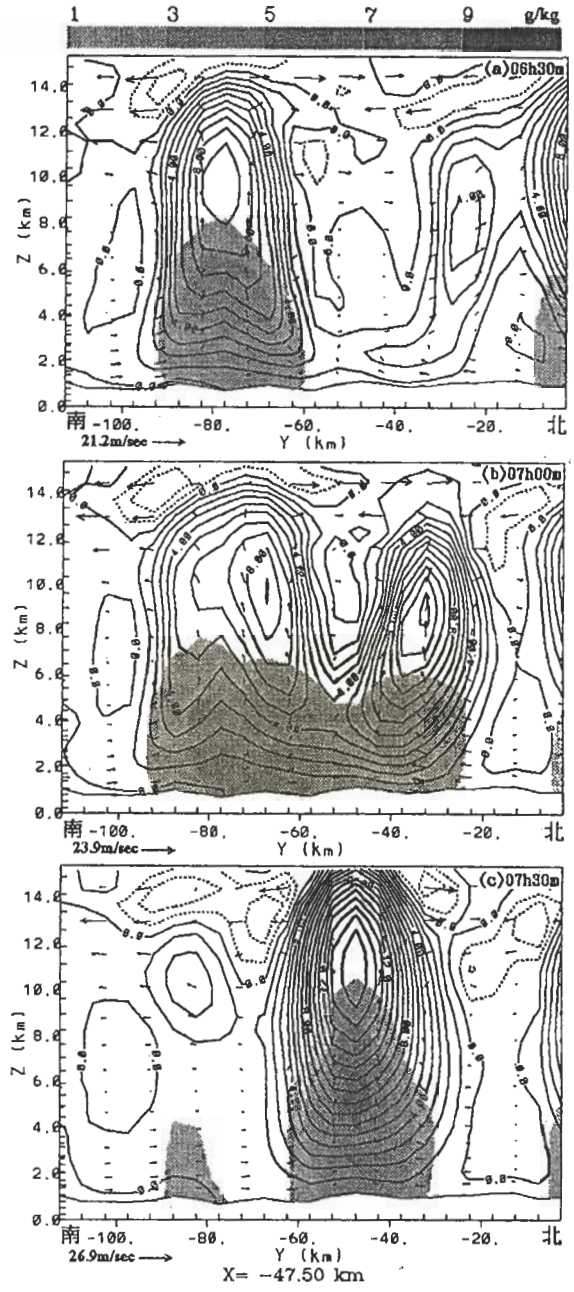 1 3 5 7 9 g/kg
(a)06h30m
14.0
12.0
10.0
8.0
6.0
4.0
2.0
0.0
Z (km)
南 -100. -80. -60. -40. -20. 北
21.2m/sec Y (km)
(b)07h00m
14.0
12.0
10.0
8.0
6.0
4.0
2.0
0.0
Z (km)
南 -100. -80. -60. -40. -20. 北
23.9m/sec Y (km)
(c)07h30m
14.0
12.0
10.0
8.0
6.0
4.0
2.0
0.0
Z (km)
南 -100. -80. -60. -40. -20. 北
26.9m/sec Y (km)
X= -47.50 km